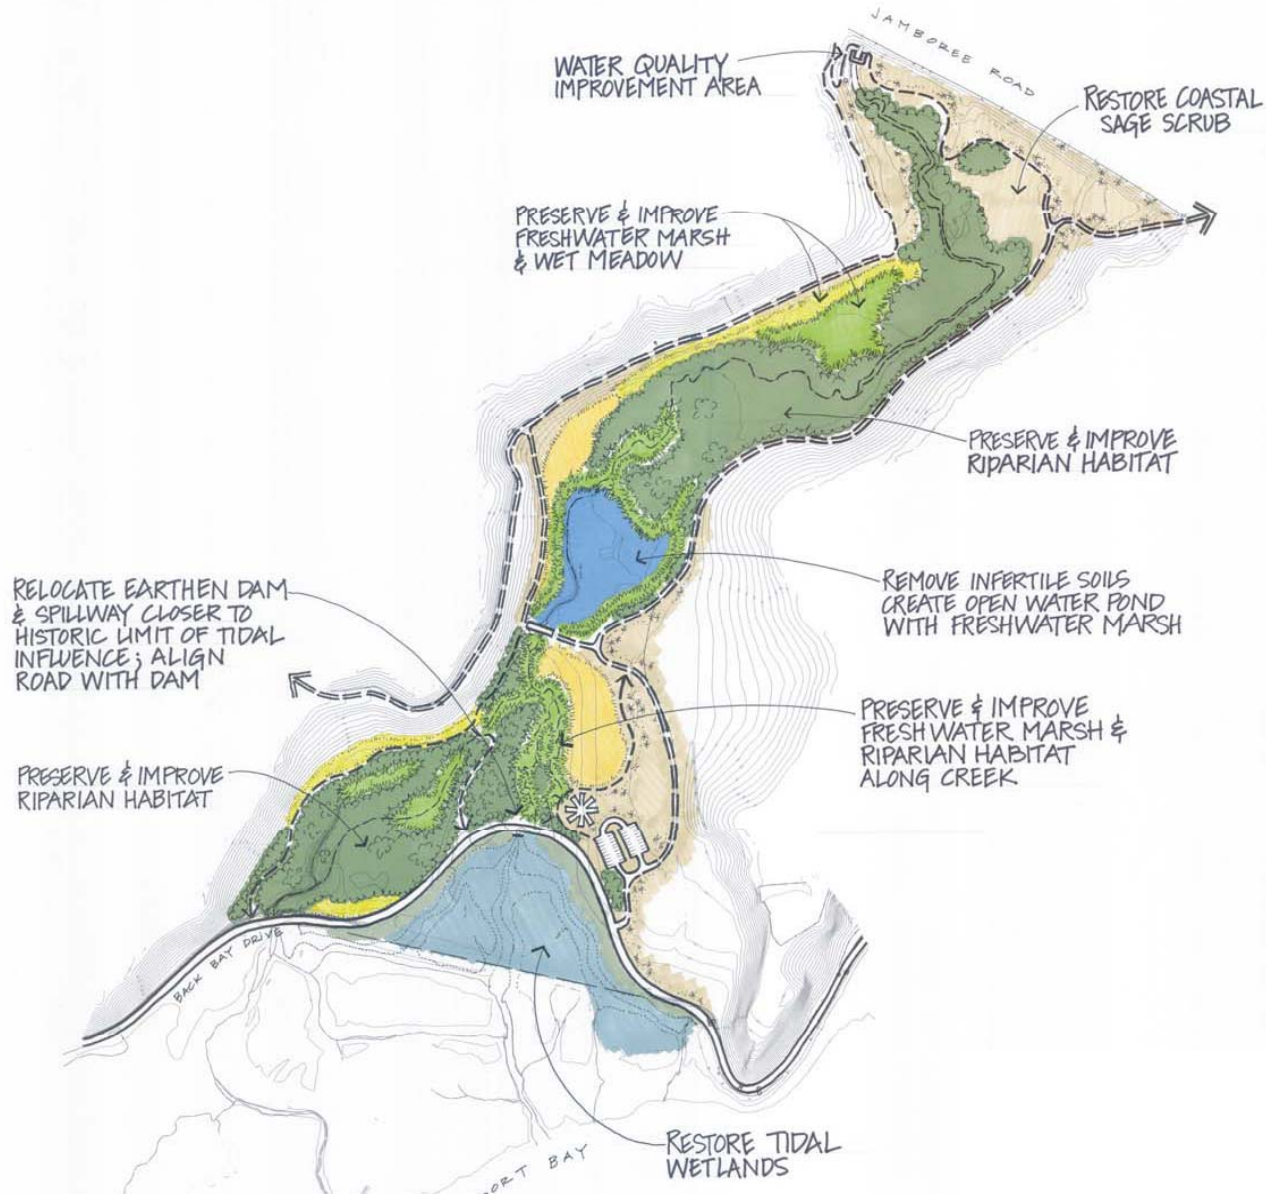 JAMBOREE ROAD
WATER QUALITY
IMPROVEMENT AREA
RESTORE COASTAL
SAGE SCRUB
PRESERVE & IMPROVE
FRESHWATER MARSH
& WET MEADOW
PRESERVE & IMPROVE
RIPARIAN HABITAT
RELOCATE EARTHEN DAM
& SPILLWAY CLOSER TO
HISTORIC LIMIT OF TIDAL
INFLUENCE; ALIGN
ROAD WITH DAM
REMOVE INFERTILE SOILS
CREATE OPEN WATER POND
WITH FRESHWATER MARSH
PRESERVE & IMPROVE
FRESHWATER MARSH &
RIPARIAN HABITAT
ALONG CREEK
PRESERVE & IMPROVE
RIPARIAN HABITAT
BACK BAY DRIVE
RESTORE TIDAL
WETLANDS
ORT BAY